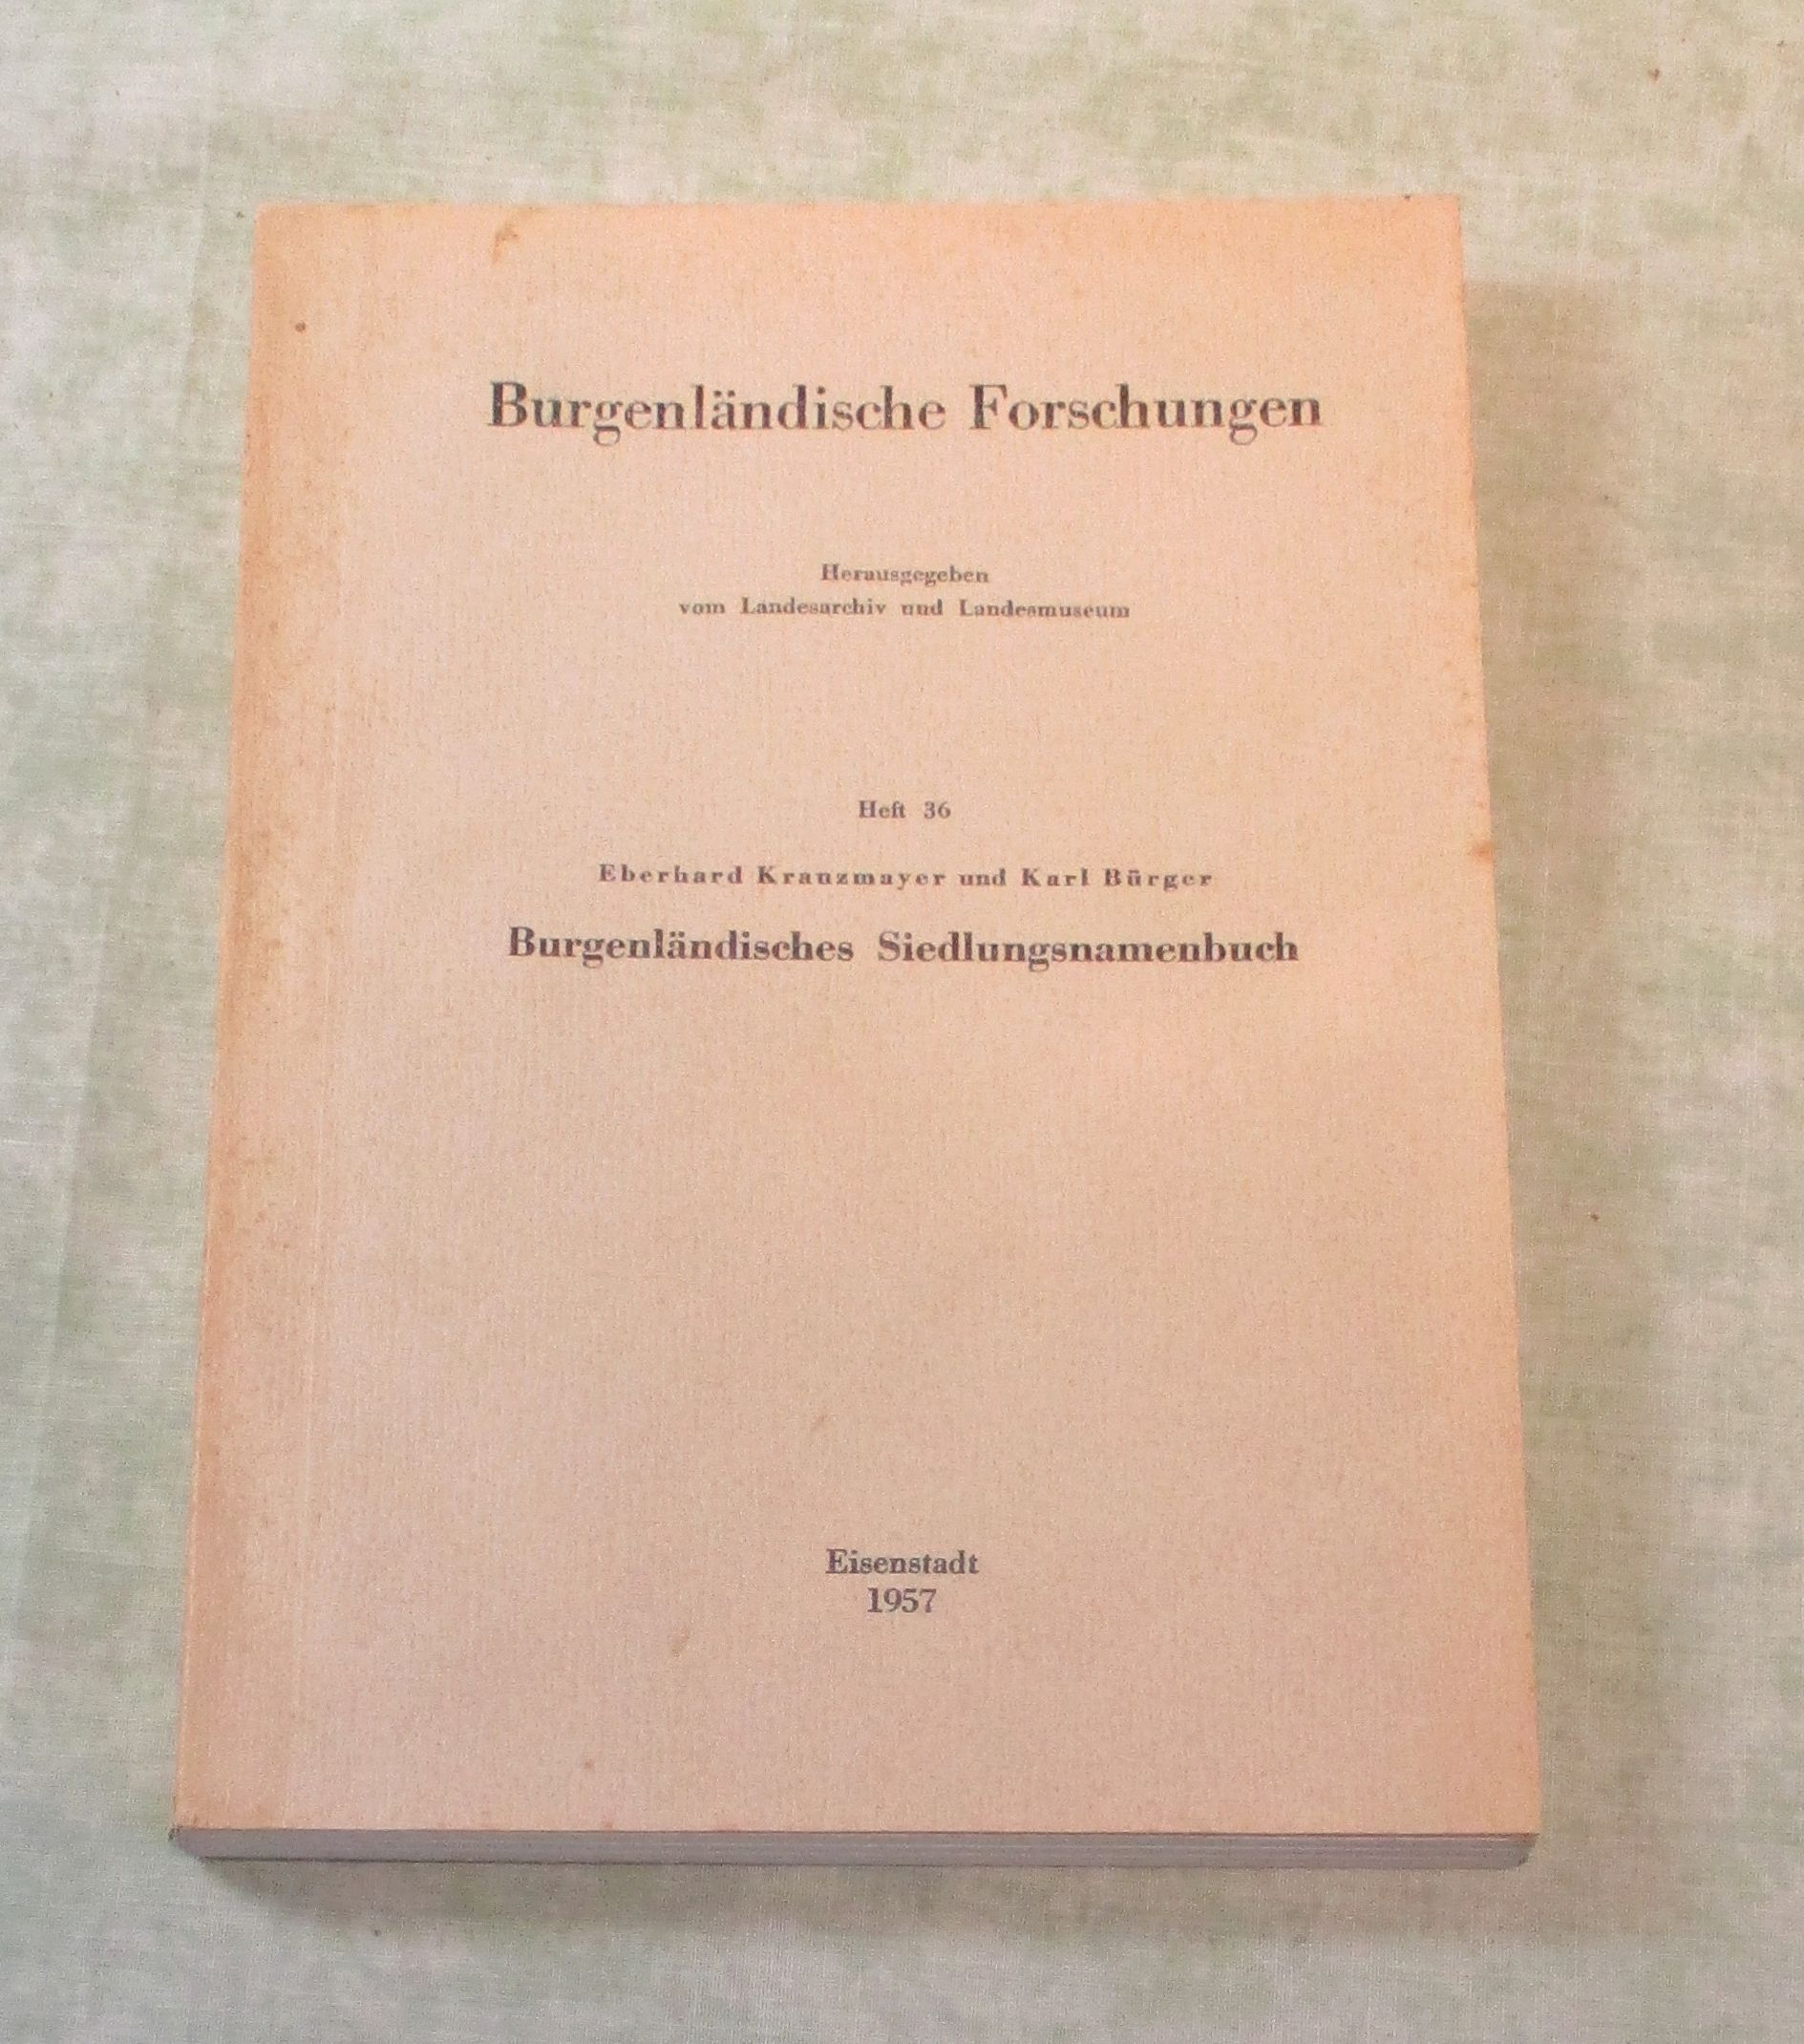 Burgenländische Forschungen
Herausgegeben
vom Landesarchiv und Landesmuseum
Heft 36
Eberhard Kranzmayer und Karl Bürger
Burgenländisches Siedlungsnamenbuch
Eisenstadt
1957